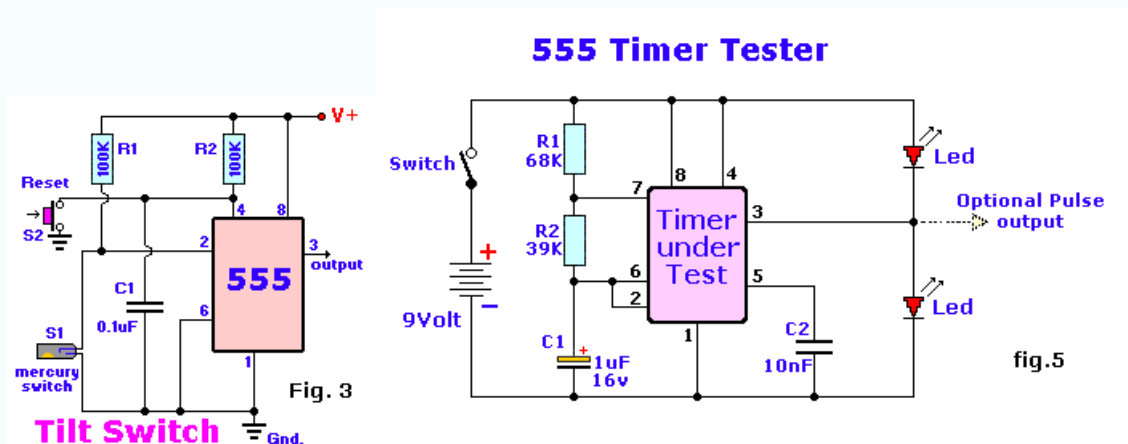 555 Timer Tester
V+
R1
100K
R2
100K
Reset
S2
4
8
2
3
output
555
C1
0.1uF
6
S1
mercury
switch
1
Fig. 3
Tilt Switch
Gnd.
Switch
R1
68K
8
4
Led
7
3
Optional Pulse
output
Timer
under
Test
R2
39K
6
2
5
+
-
9Volt
1
Led
C1
+
1uF
16v
C2
10nF
fig.5